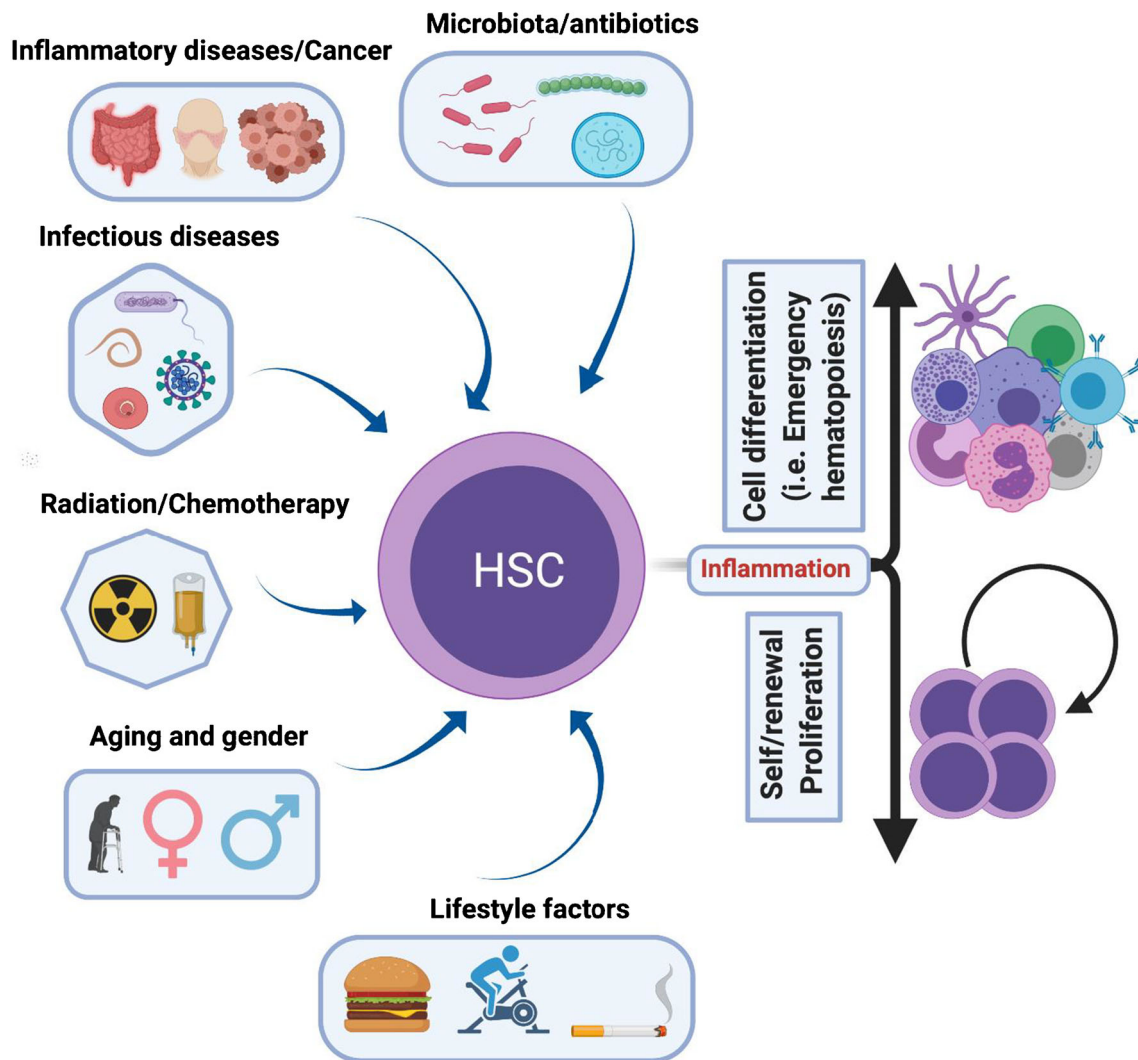 Microbiota/antibiotics
Inflammatory diseases/Cancer
Infectious diseases
Radiation/Chemotherapy
Aging and gender
Lifestyle factors
HSC
Inflammation
Cell differentiation
(i.e. Emergency
hematopoiesis)
Self/renewal
Proliferation